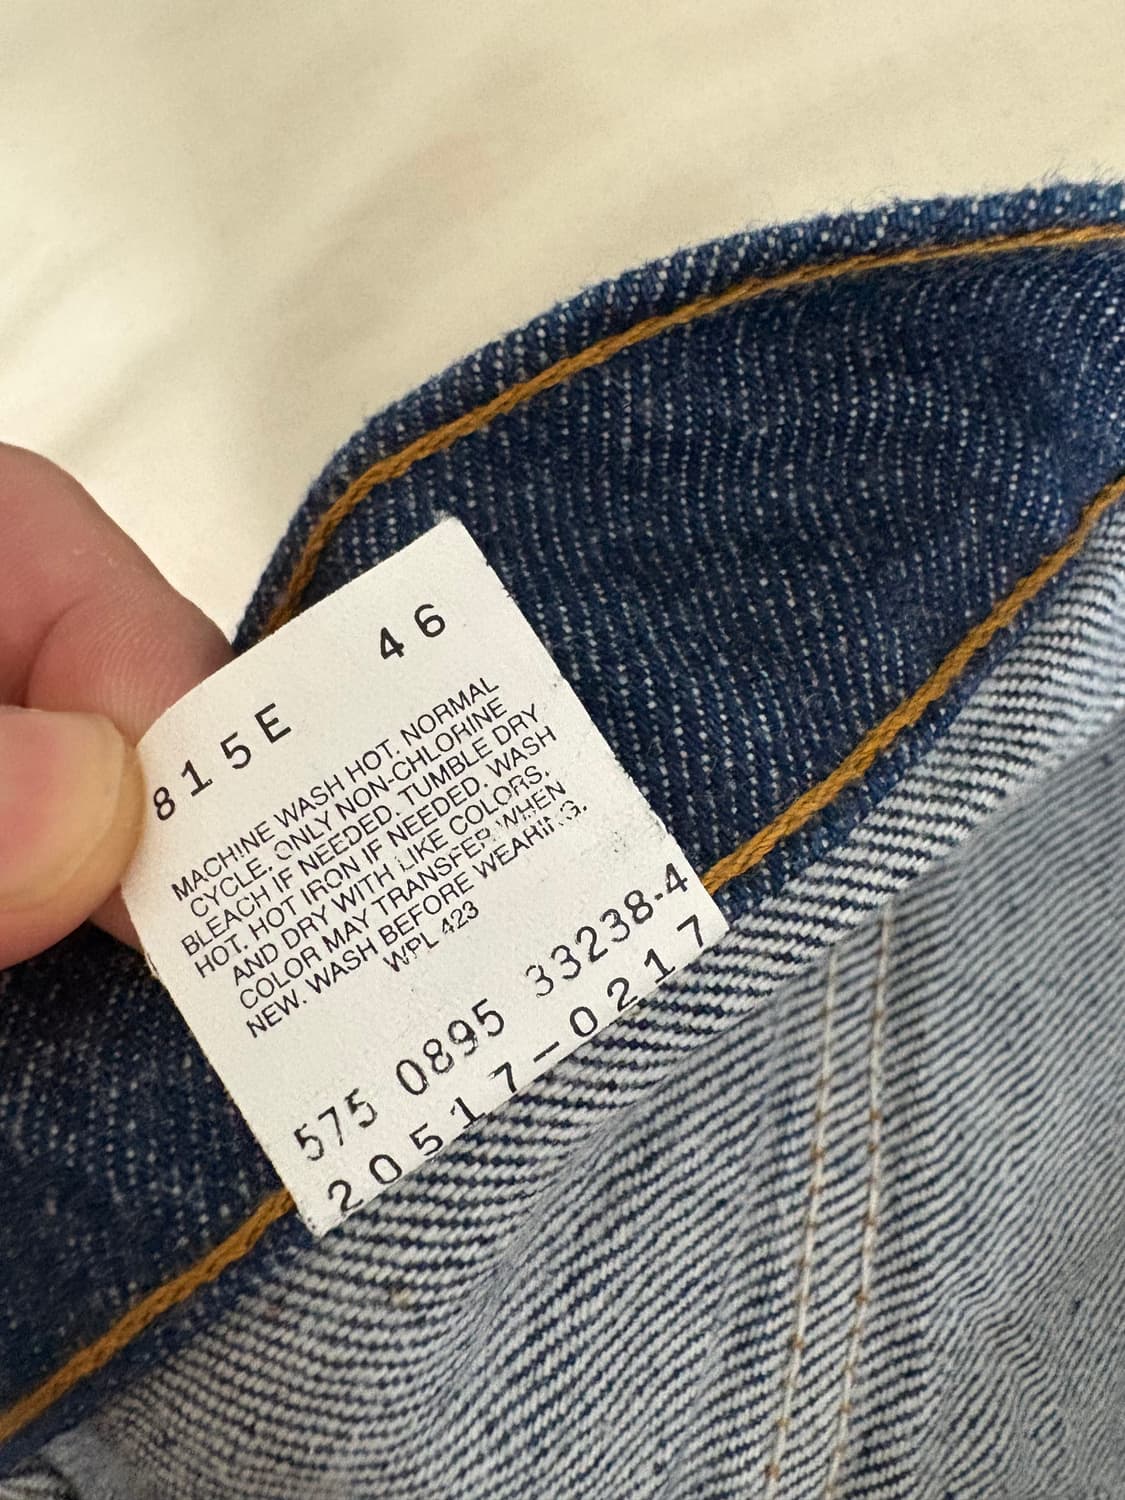 815E 46
MACHINE WASH HOT. NORMAL
CYCLE. ONLY NON-CHLORINE
BLEACH IF NEEDED. TUMBLE DRY
HOT. HOT IRON IF NEEDED. WASH
AND DRY WITH LIKE COLORS.
COLOR MAY TRANSFER WHEN
NEW. WASH BEFORE WEARING.
WPL 423
575 0895 33238-4
20517-0217